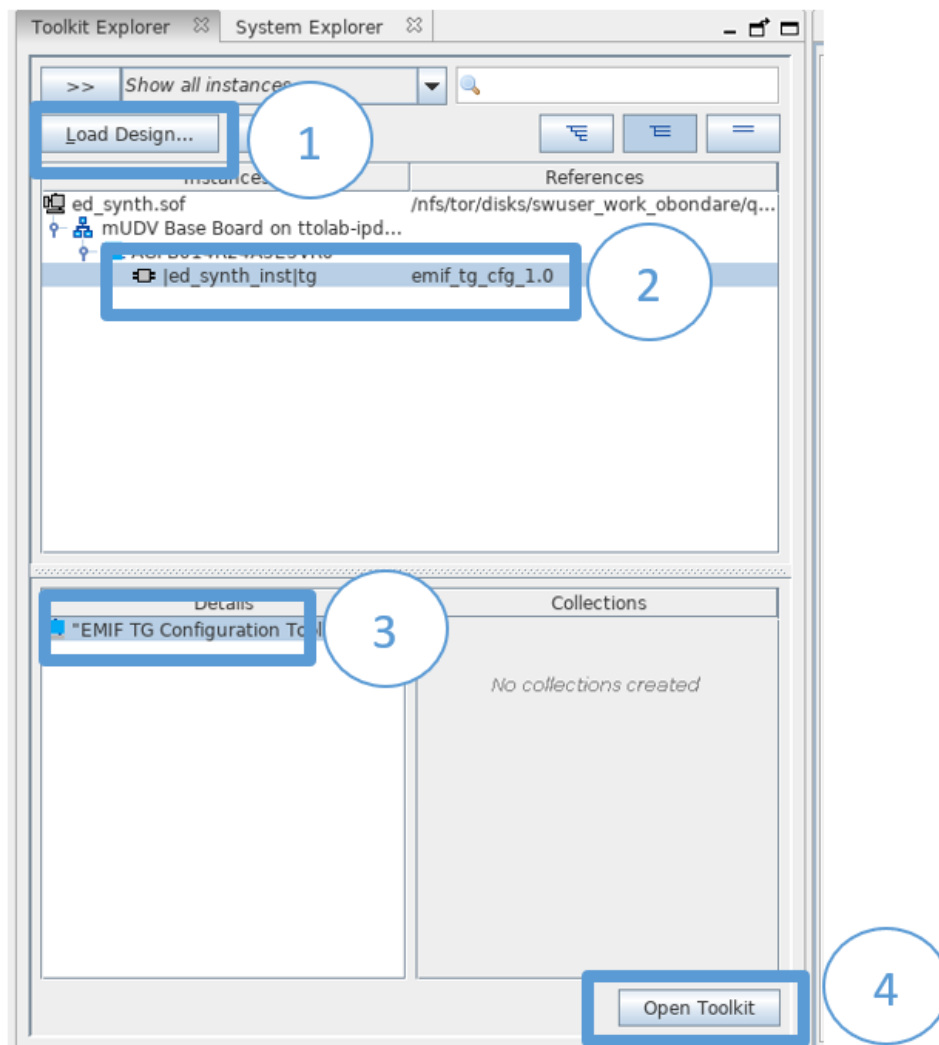 Toolkit Explorer System Explorer
>> Show all instances
Load Design...
1
Instances References
ed_synth.sof /nfs/tor/disks/swuser_work_obondare/q...
mUDV Base Board on ttolab-ipd...
|ed_synth_inst|tg emif_tg_cfg_1.0
2
Details Collections
"EMIF TG Configuration
3
No collections created
Open Toolkit
4